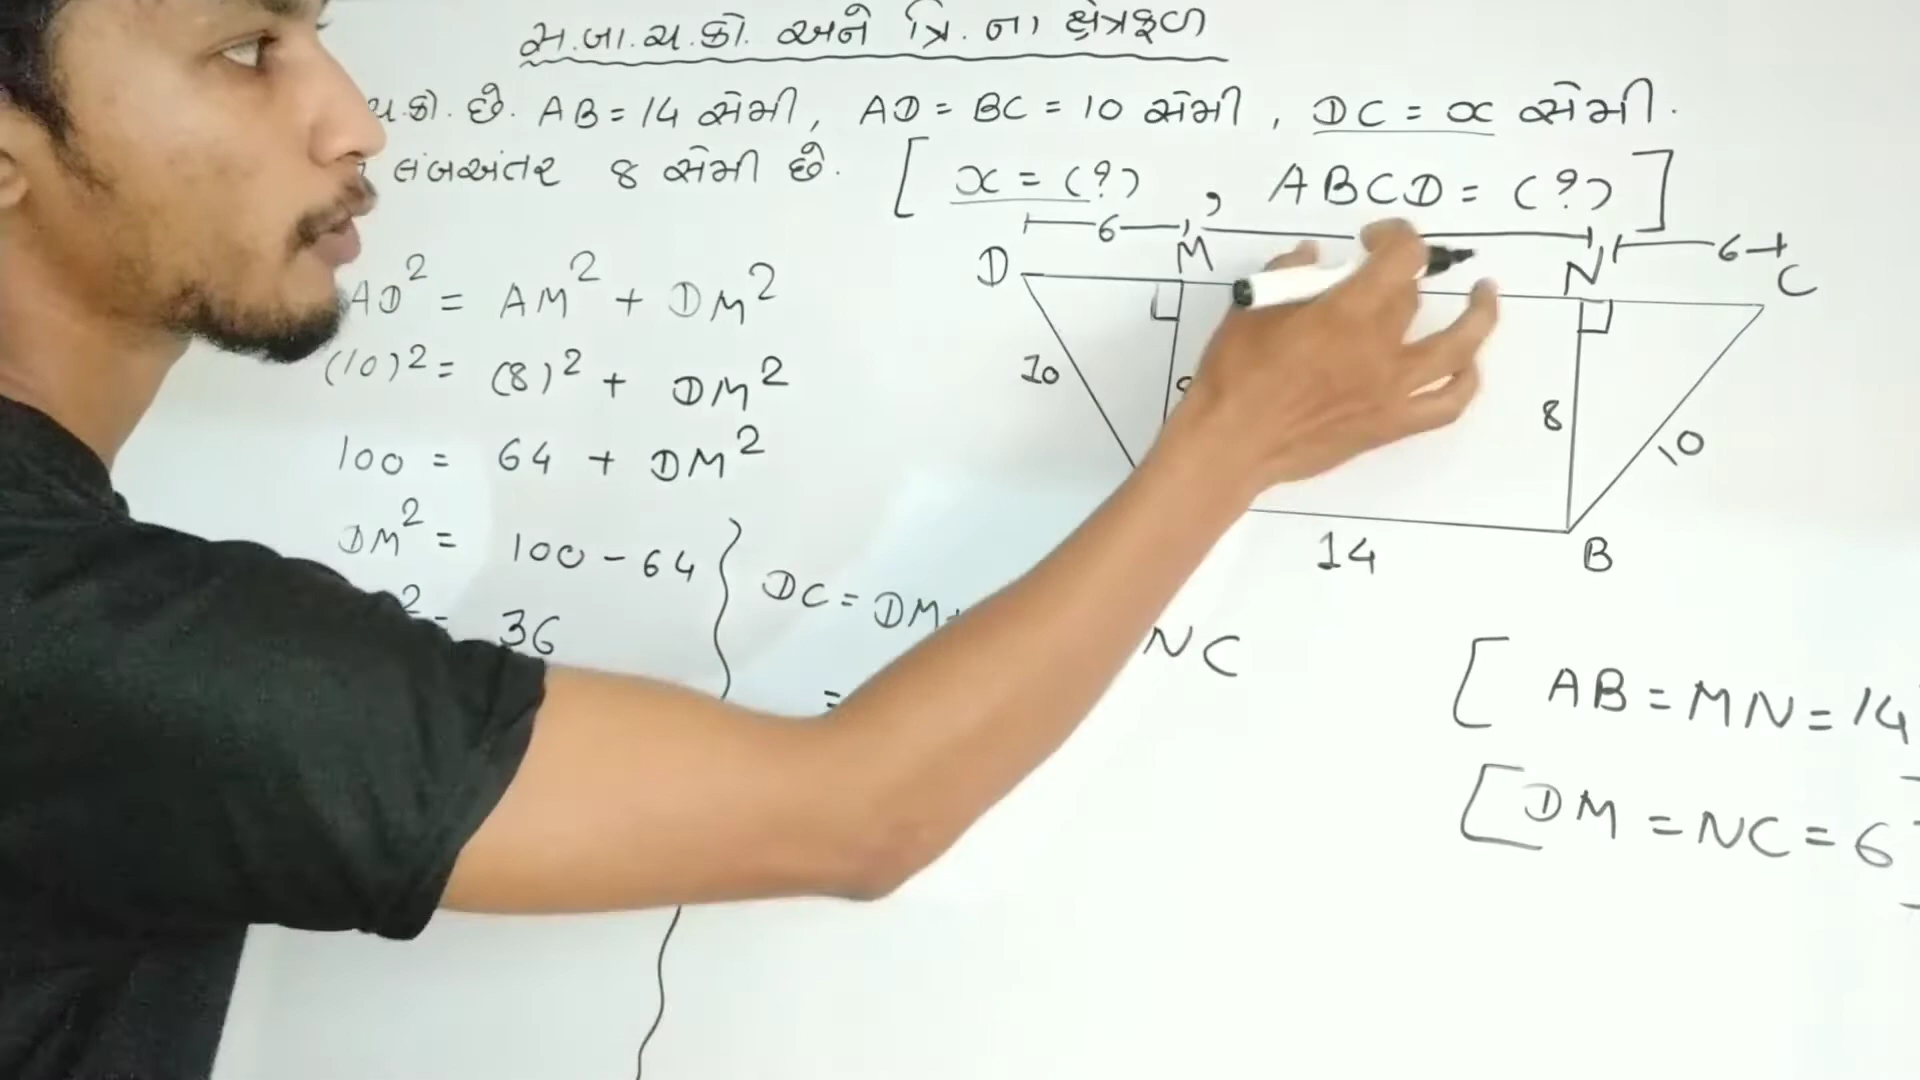 સ.બા.ચ.કો. અને ત્રિ. ના ક્ષેત્રફળ
ચ.કો. છે. AB = 14 સેમી, AD = BC = 10 સેમી, DC = x સેમી.
લંબઅંતર 8 સેમી છે. [ x = (?) , ABCD = (?) ]
6
D M N 6 C
AD² = AM² + DM²
(10)² = (8)² + DM²
10 8 10
100 = 64 + DM²
DM² = 100 - 64
14 B
² = 36
DC = DM+ NC
=
[ AB = MN = 14
[ DM = NC = 6 ]